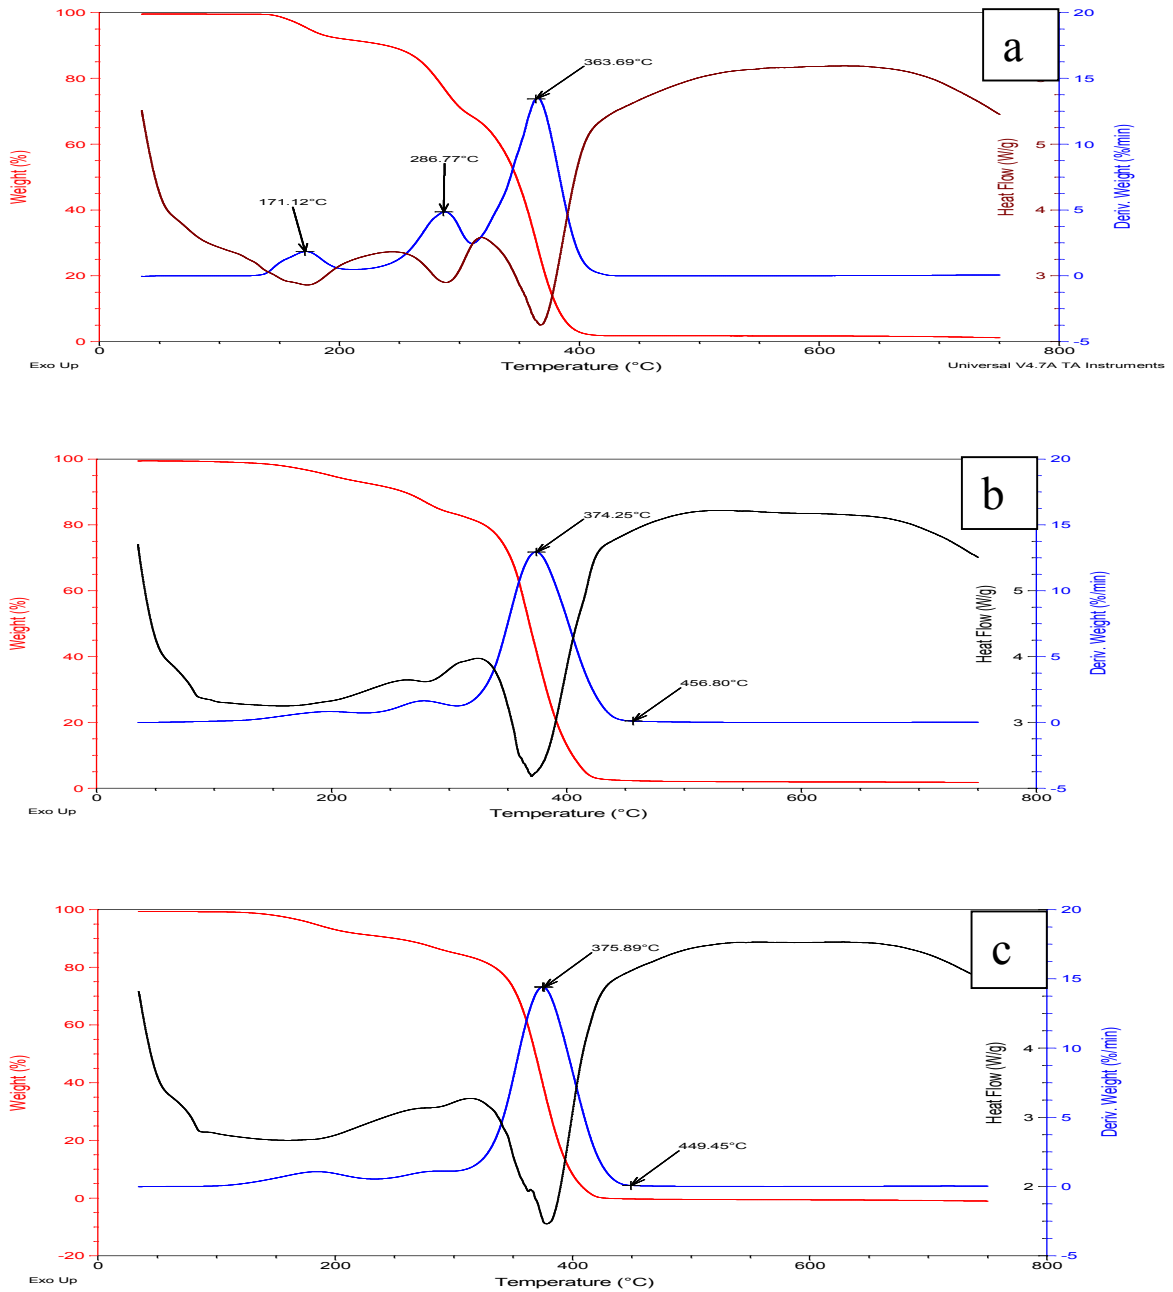 a
363.69°C
286.77°C
171.12°C
100
80
60
40
20
0
Weight (%)
5
4
3
Heat Flow (W/g)
20
15
10
5
0
-5
Deriv. Weight (%/min)
0
200
400
600
800
Exo Up
Temperature (°C)
Universal V4.7A TA Instruments
b
374.25°C
456.80°C
100
80
60
40
20
0
Weight (%)
5
4
3
Heat Flow (W/g)
20
15
10
5
0
-5
Deriv. Weight (%/min)
0
200
400
600
800
Exo Up
Temperature (°C)
c
375.89°C
449.45°C
100
80
60
40
20
0
-20
Weight (%)
4
3
2
Heat Flow (W/g)
20
15
10
5
0
-5
Deriv. Weight (%/min)
0
200
400
600
800
Exo Up
Temperature (°C)